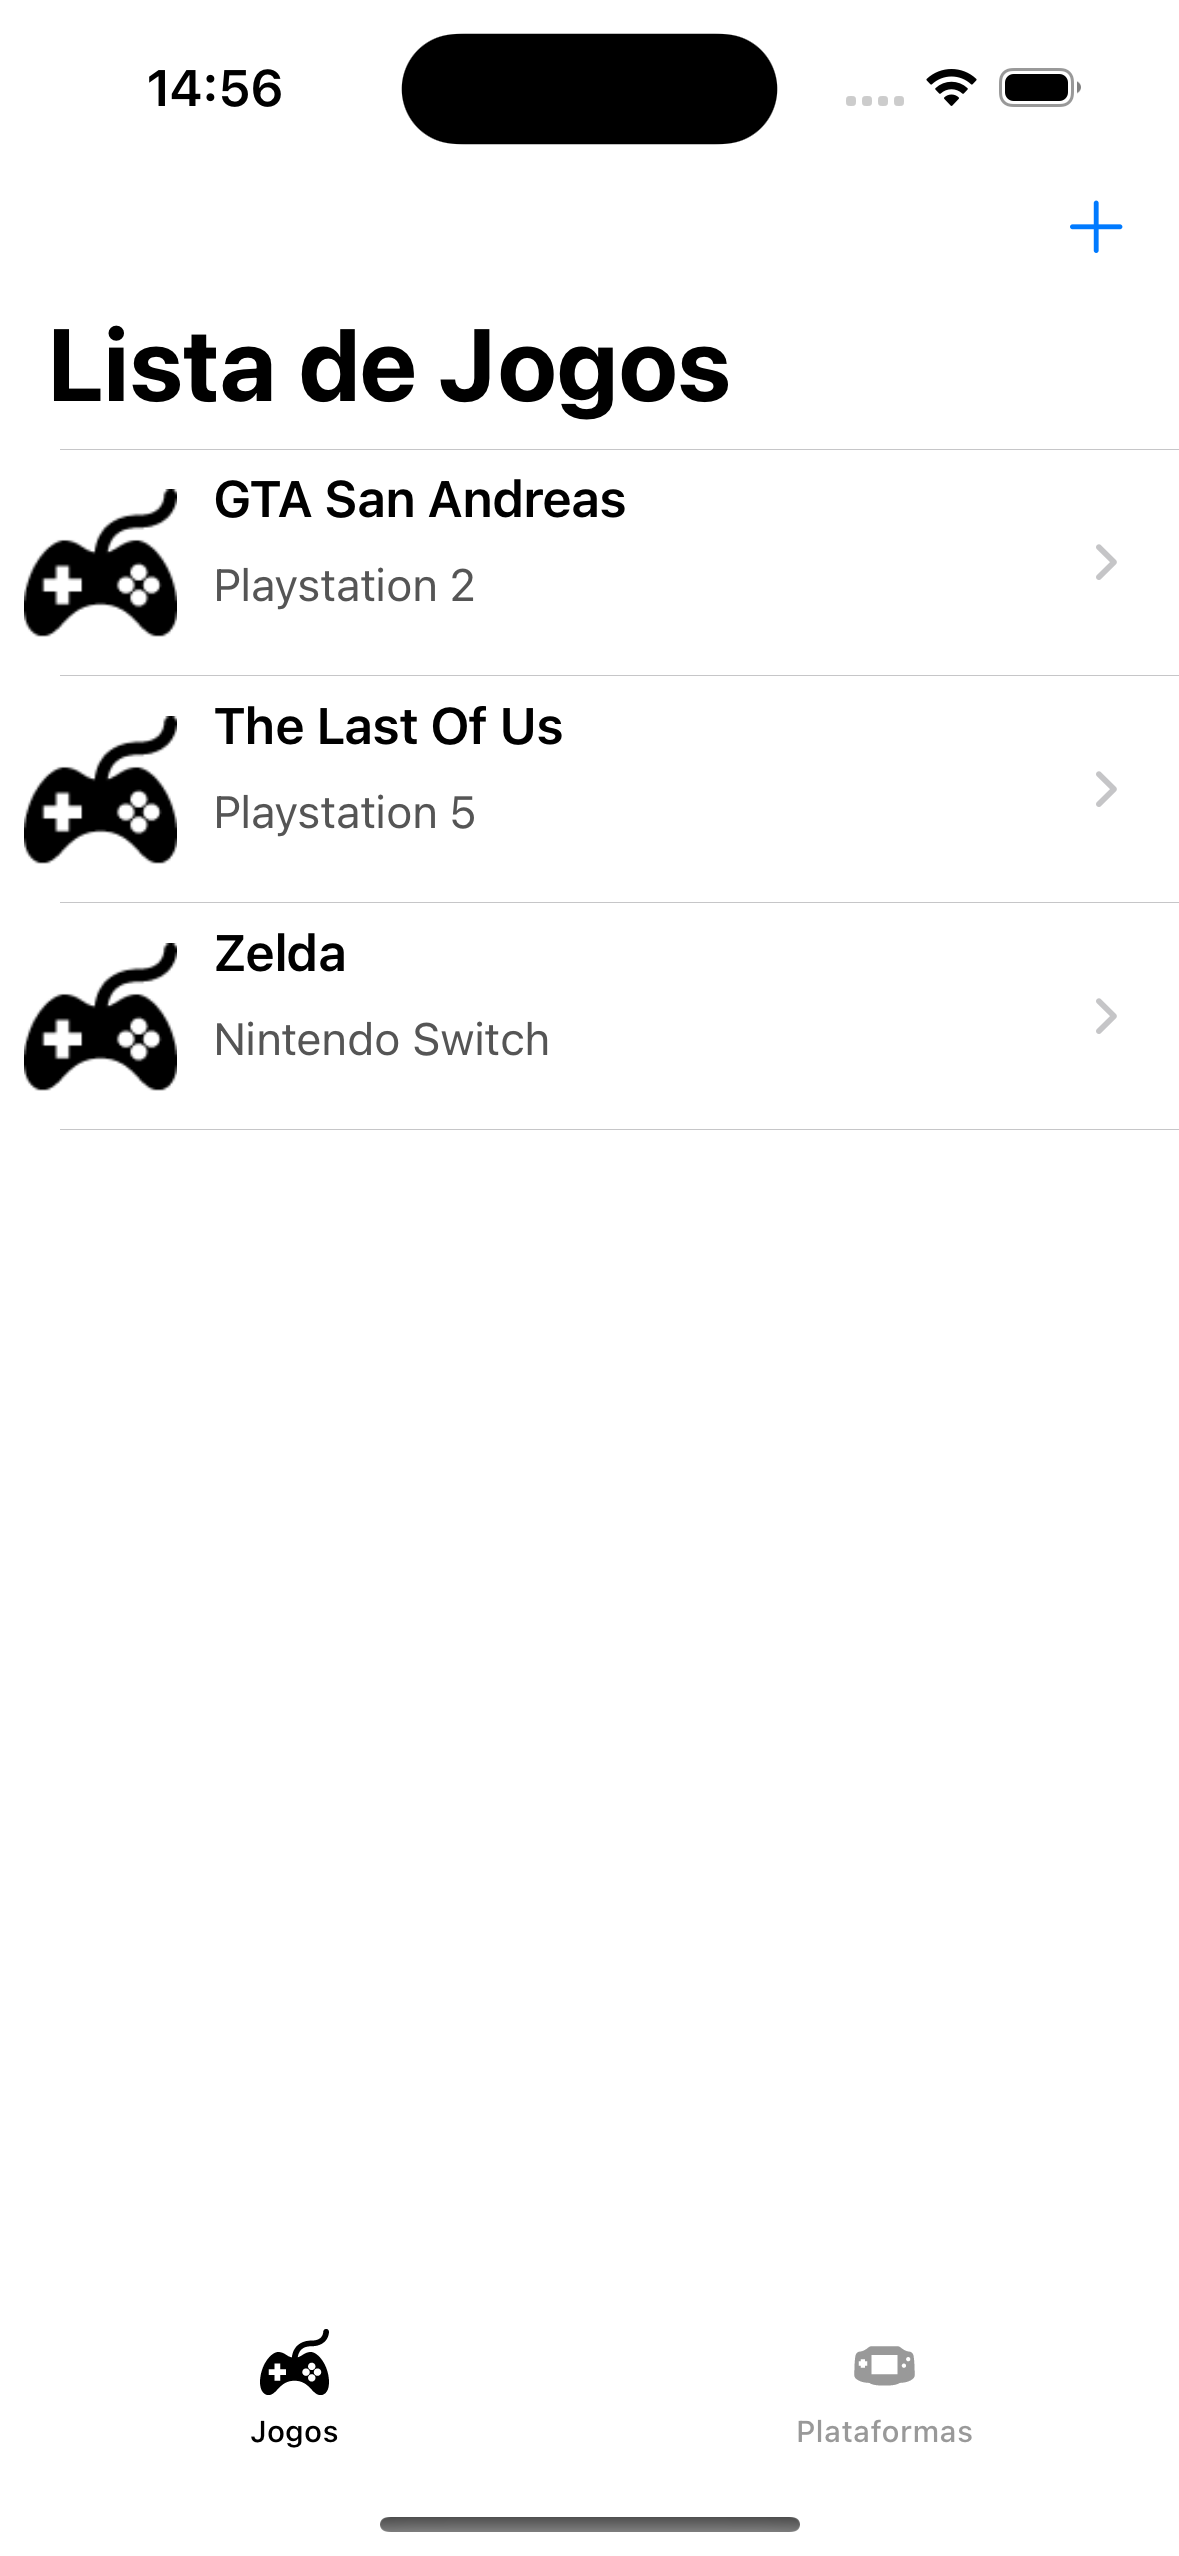 14:56
Lista de Jogos
GTA San Andreas
Playstation 2
The Last Of Us
Playstation 5
Zelda
Nintendo Switch
Jogos
Plataformas